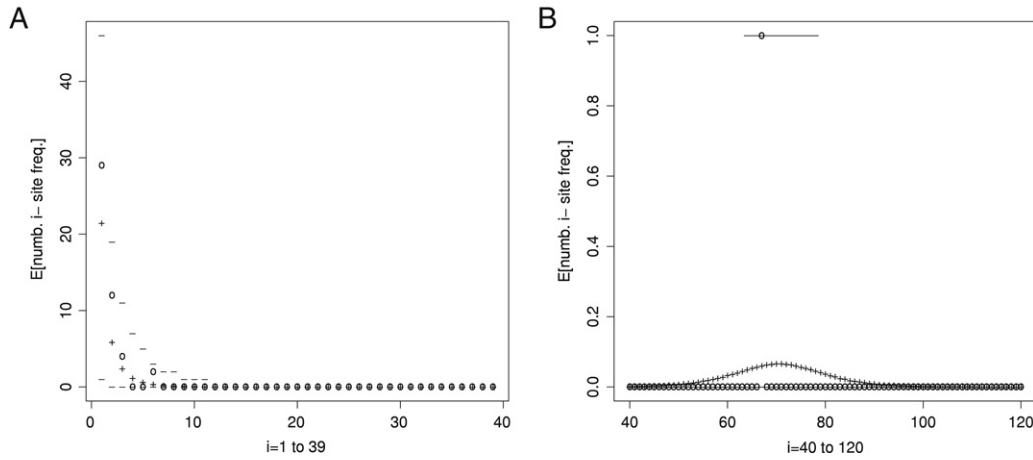 A
E[numb. i− site freq.]
40
30
20
10
0
0 10 20 30 40
i=1 to 39
B
E[numb. i− site freq.]
1.0
0.8
0.6
0.4
0.2
0.0
40 60 80 100 120
i=40 to 120